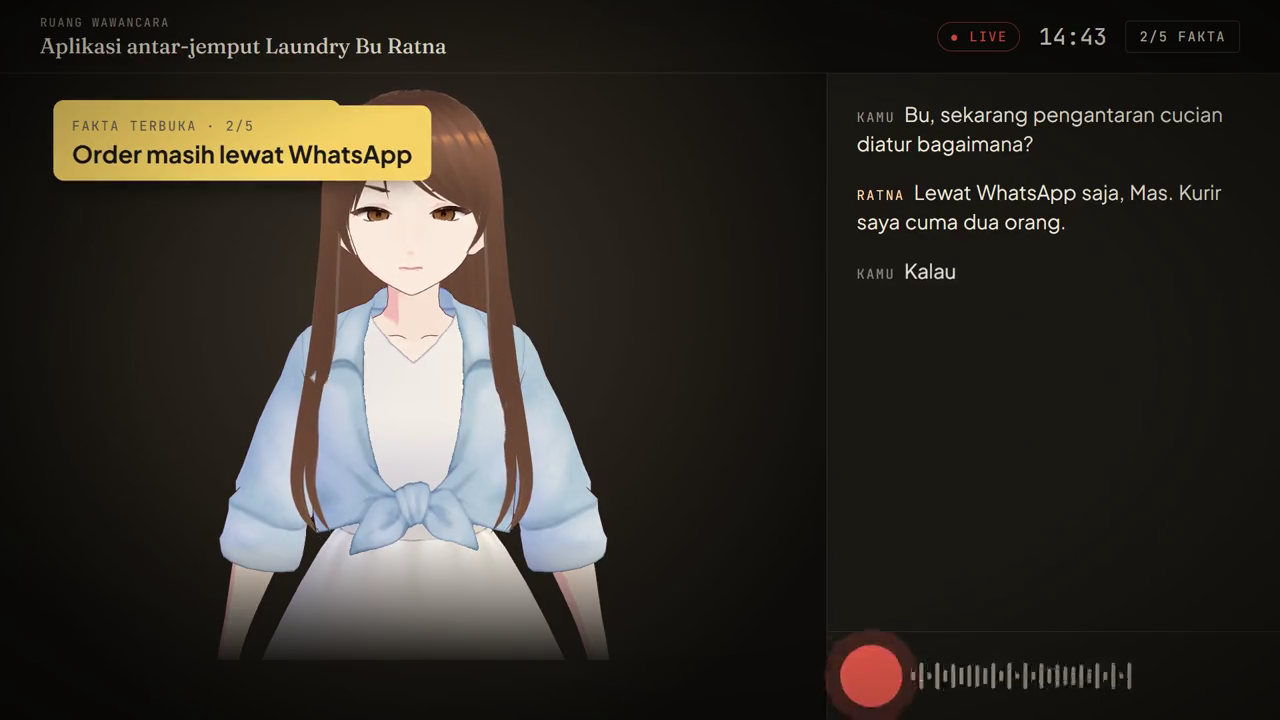 RUANG WAWANCARA
Aplikasi antar-jemput Laundry Bu Ratna
● LIVE
14:43
2/5 FAKTA
FAKTA TERBUKA · 2/5
Order masih lewat WhatsApp
KAMU Bu, sekarang pengantaran cucian
diatur bagaimana?
RATNA Lewat WhatsApp saja, Mas. Kurir
saya cuma dua orang.
KAMU Kalau